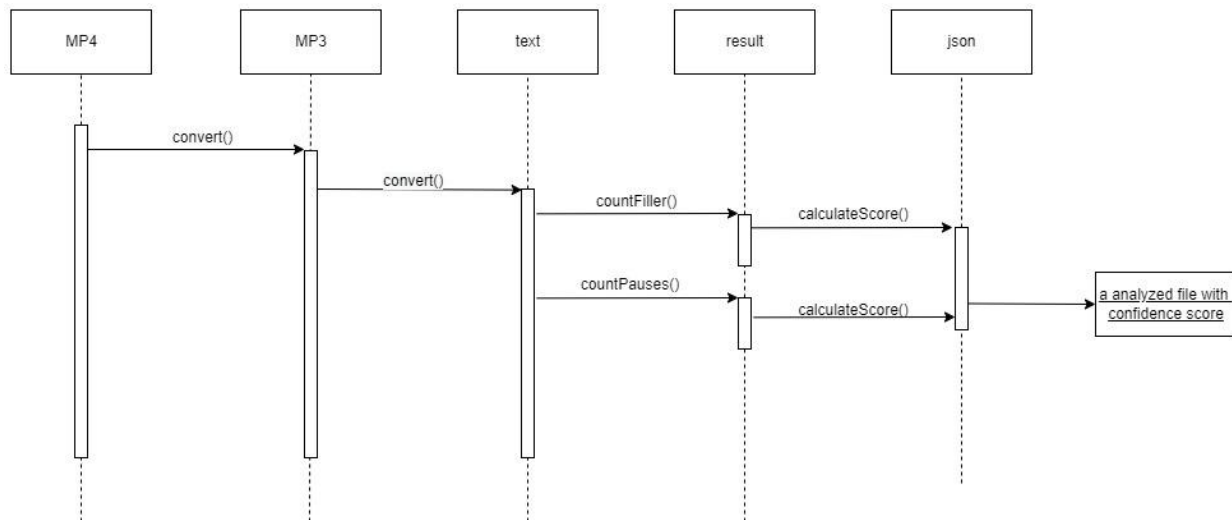 MP4
MP3
text
result
json
convert()
convert()
countFiller()
calculateScore()
countPauses()
calculateScore()
a analyzed file with
confidence score